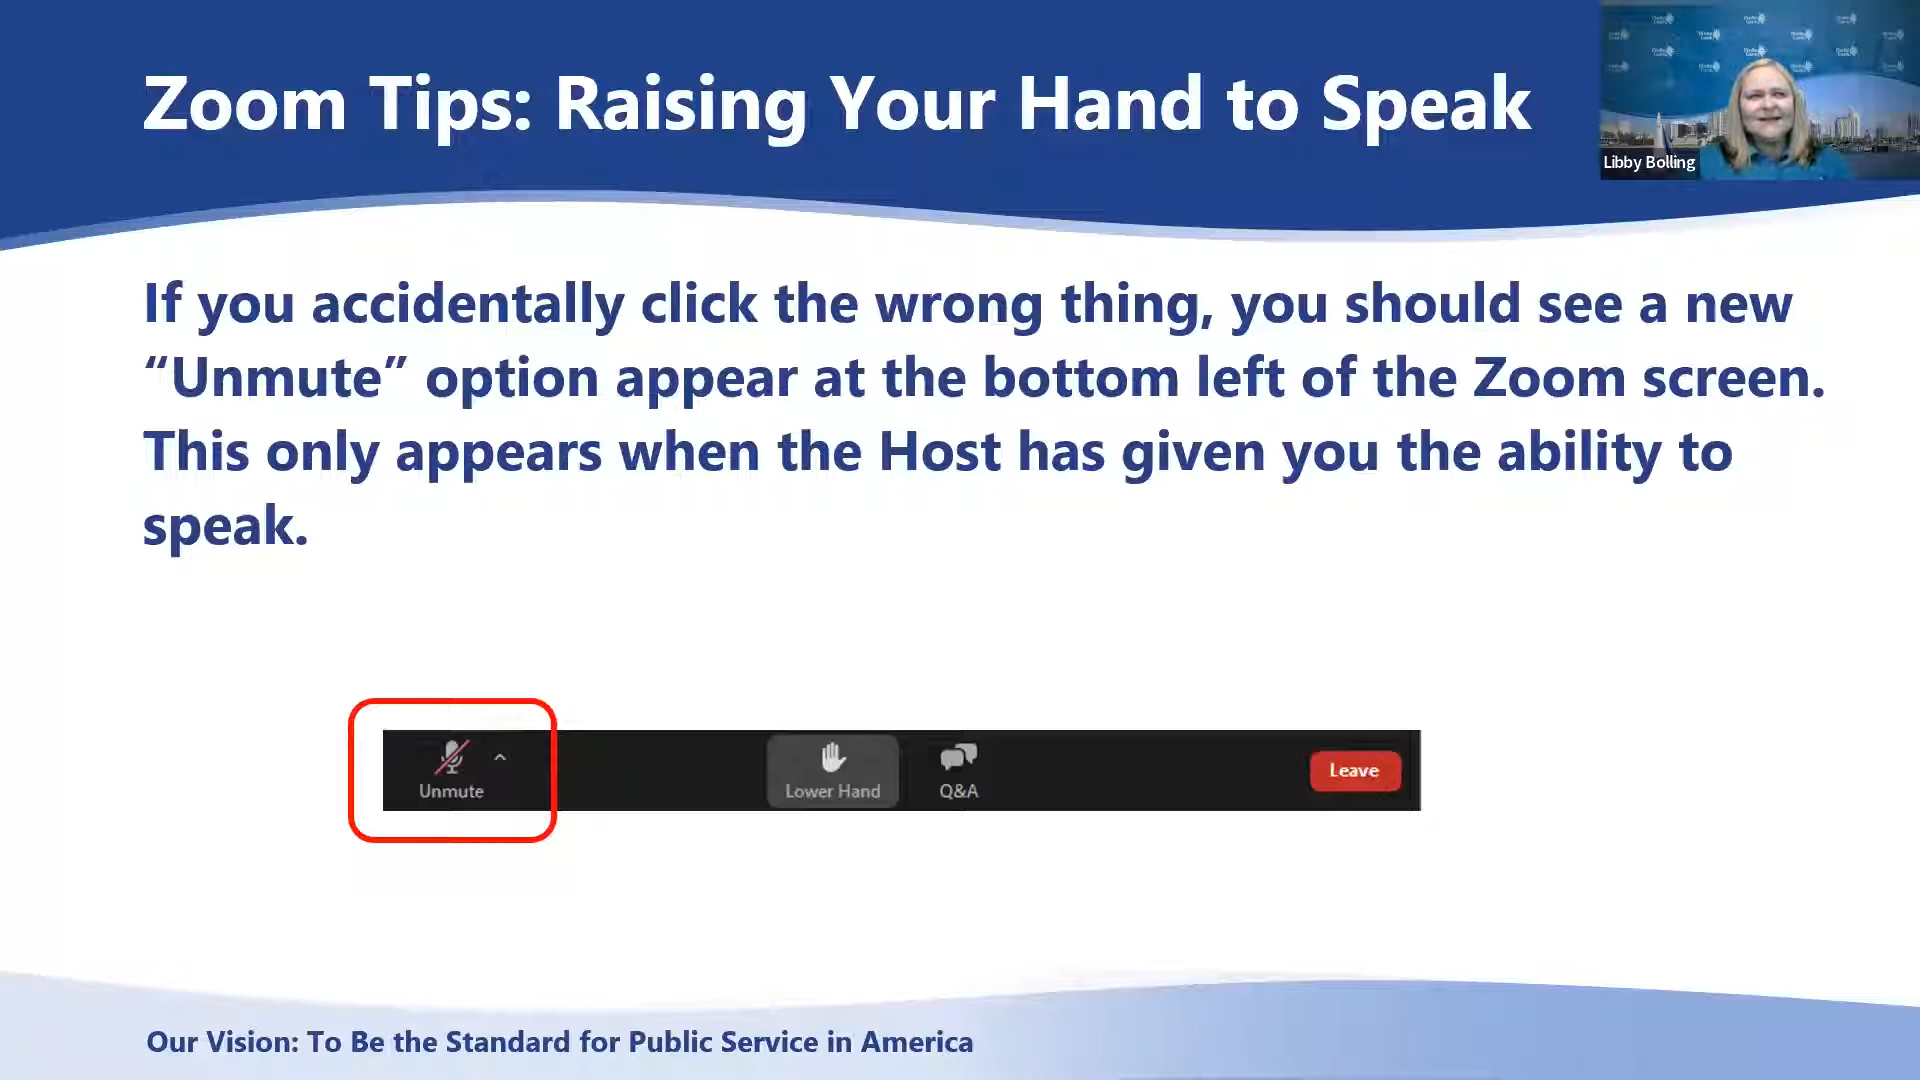 Zoom Tips: Raising Your Hand to Speak
Libby Bolling
If you accidentally click the wrong thing, you should see a new
“Unmute” option appear at the bottom left of the Zoom screen.
This only appears when the Host has given you the ability to
speak.
Unmute
Lower Hand
Q&A
Leave
Our Vision: To Be the Standard for Public Service in America